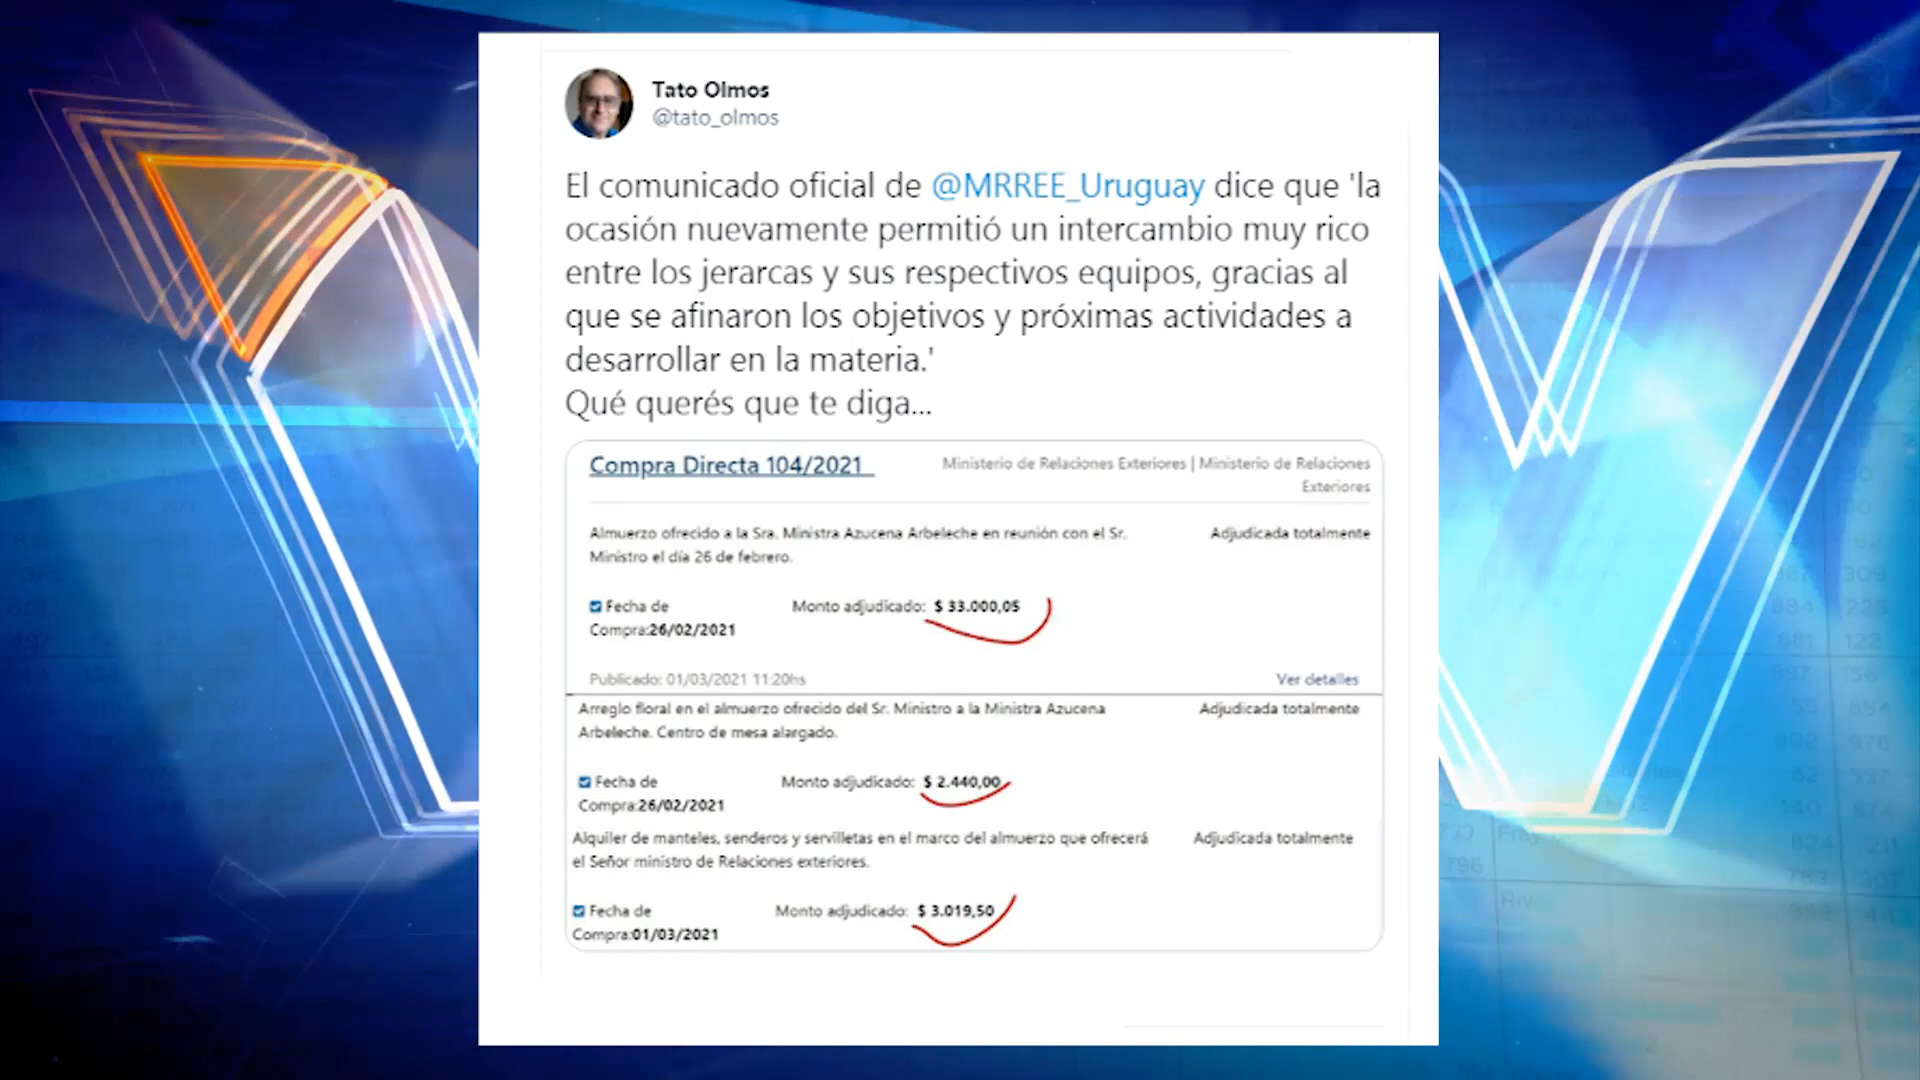 Tato Olmos
@tato_olmos
El comunicado oficial de @MRREE_Uruguay dice que 'la
ocasión nuevamente permitió un intercambio muy rico
entre los jerarcas y sus respectivos equipos, gracias al
que se afinaron los objetivos y próximas actividades a
desarrollar en la materia.'
Qué querés que te diga...
Compra Directa 104/2021
Ministerio de Relaciones Exteriores | Ministerio de Relaciones
Exteriores
Almuerzo ofrecido a la Sra. Ministra Azucena Arbeleche en reunión con el Sr.
Ministro el día 26 de febrero.
Adjudicada totalmente
Fecha de
Compra:26/02/2021
Monto adjudicado: $ 33.000,05
Publicado: 01/03/2021 11:20hs
Ver detalles
Arreglo floral en el almuerzo ofrecido del Sr. Ministro a la Ministra Azucena
Arbeleche. Centro de mesa alargado.
Adjudicada totalmente
Fecha de
Compra:26/02/2021
Monto adjudicado: $ 2.440,00
Alquiler de manteles, senderos y servilletas en el marco del almuerzo que ofrecerá
el Señor ministro de Relaciones exteriores.
Adjudicada totalmente
Fecha de
Compra:01/03/2021
Monto adjudicado: $ 3.019,50